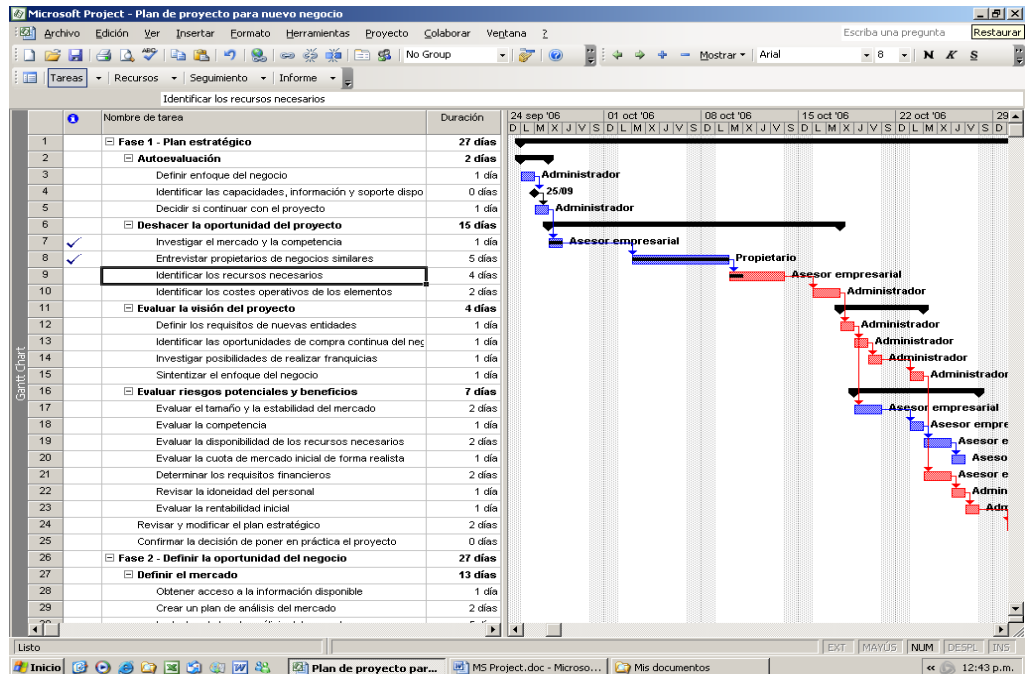 Microsoft Project - Plan de proyecto para nuevo negocio
Archivo Edición Ver Insertar Formato Herramientas Proyecto Colaborar Ventana ? Escriba una pregunta Restaurar
No Group Mostrar Arial 8 N K S
Tareas Recursos Seguimiento Informe
Identificar los recursos necesarios
Nombre de tarea Duración 24 sep '06 01 oct '06 08 oct '06 15 oct '06 22 oct '06 29
D L M X J V S D L M X J V S D L M X J V S D L M X J V S D L M X J V S D
1 Fase 1 - Plan estratégico 27 días
2 Autoevaluación 2 días
3 Definir enfoque del negocio 1 día Administrador
4 Identificar las capacidades, información y soporte dispo 0 días 25/09
5 Decidir si continuar con el proyecto 1 día Administrador
6 Deshacer la oportunidad del proyecto 15 días
7 Investigar el mercado y la competencia 1 día Asesor empresarial
8 Entrevistar propietarios de negocios similares 5 días Propietario
9 Identificar los recursos necesarios 4 días Asesor empresarial
10 Identificar los costes operativos de los elementos 2 días Administrador
11 Evaluar la visión del proyecto 4 días
12 Definir los requisitos de nuevas entidades 1 día Administrador
13 Identificar las oportunidades de compra continua del neg 1 día Administrador
14 Investigar posibilidades de realizar franquicias 1 día Administrador
15 Sintentizar el enfoque del negocio 1 día Administrador
16 Evaluar riesgos potenciales y beneficios 7 días
17 Evaluar el tamaño y la estabilidad del mercado 2 días Asesor empresarial
18 Evaluar la competencia 1 día Asesor empre
19 Evaluar la disponibilidad de los recursos necesarios 2 días Asesor e
20 Evaluar la cuota de mercado inicial de forma realista 1 día Aseso
21 Determinar los requisitos financieros 2 días Asesor e
22 Revisar la idoneidad del personal 1 día Admin
23 Evaluar la rentabilidad inicial 1 día Adm
24 Revisar y modificar el plan estratégico 2 días
25 Confirmar la decisión de poner en práctica el proyecto 0 días
26 Fase 2 - Definir la oportunidad del negocio 27 días
27 Definir el mercado 13 días
28 Obtener acceso a la información disponible 1 día
29 Crear un plan de análisis del mercado 2 días
Gantt Chart
Listo EXT MAYÚS NUM DESPL INS
Inicio Plan de proyecto par... MS Project.doc - Microso... Mis documentos 12:43 p.m.